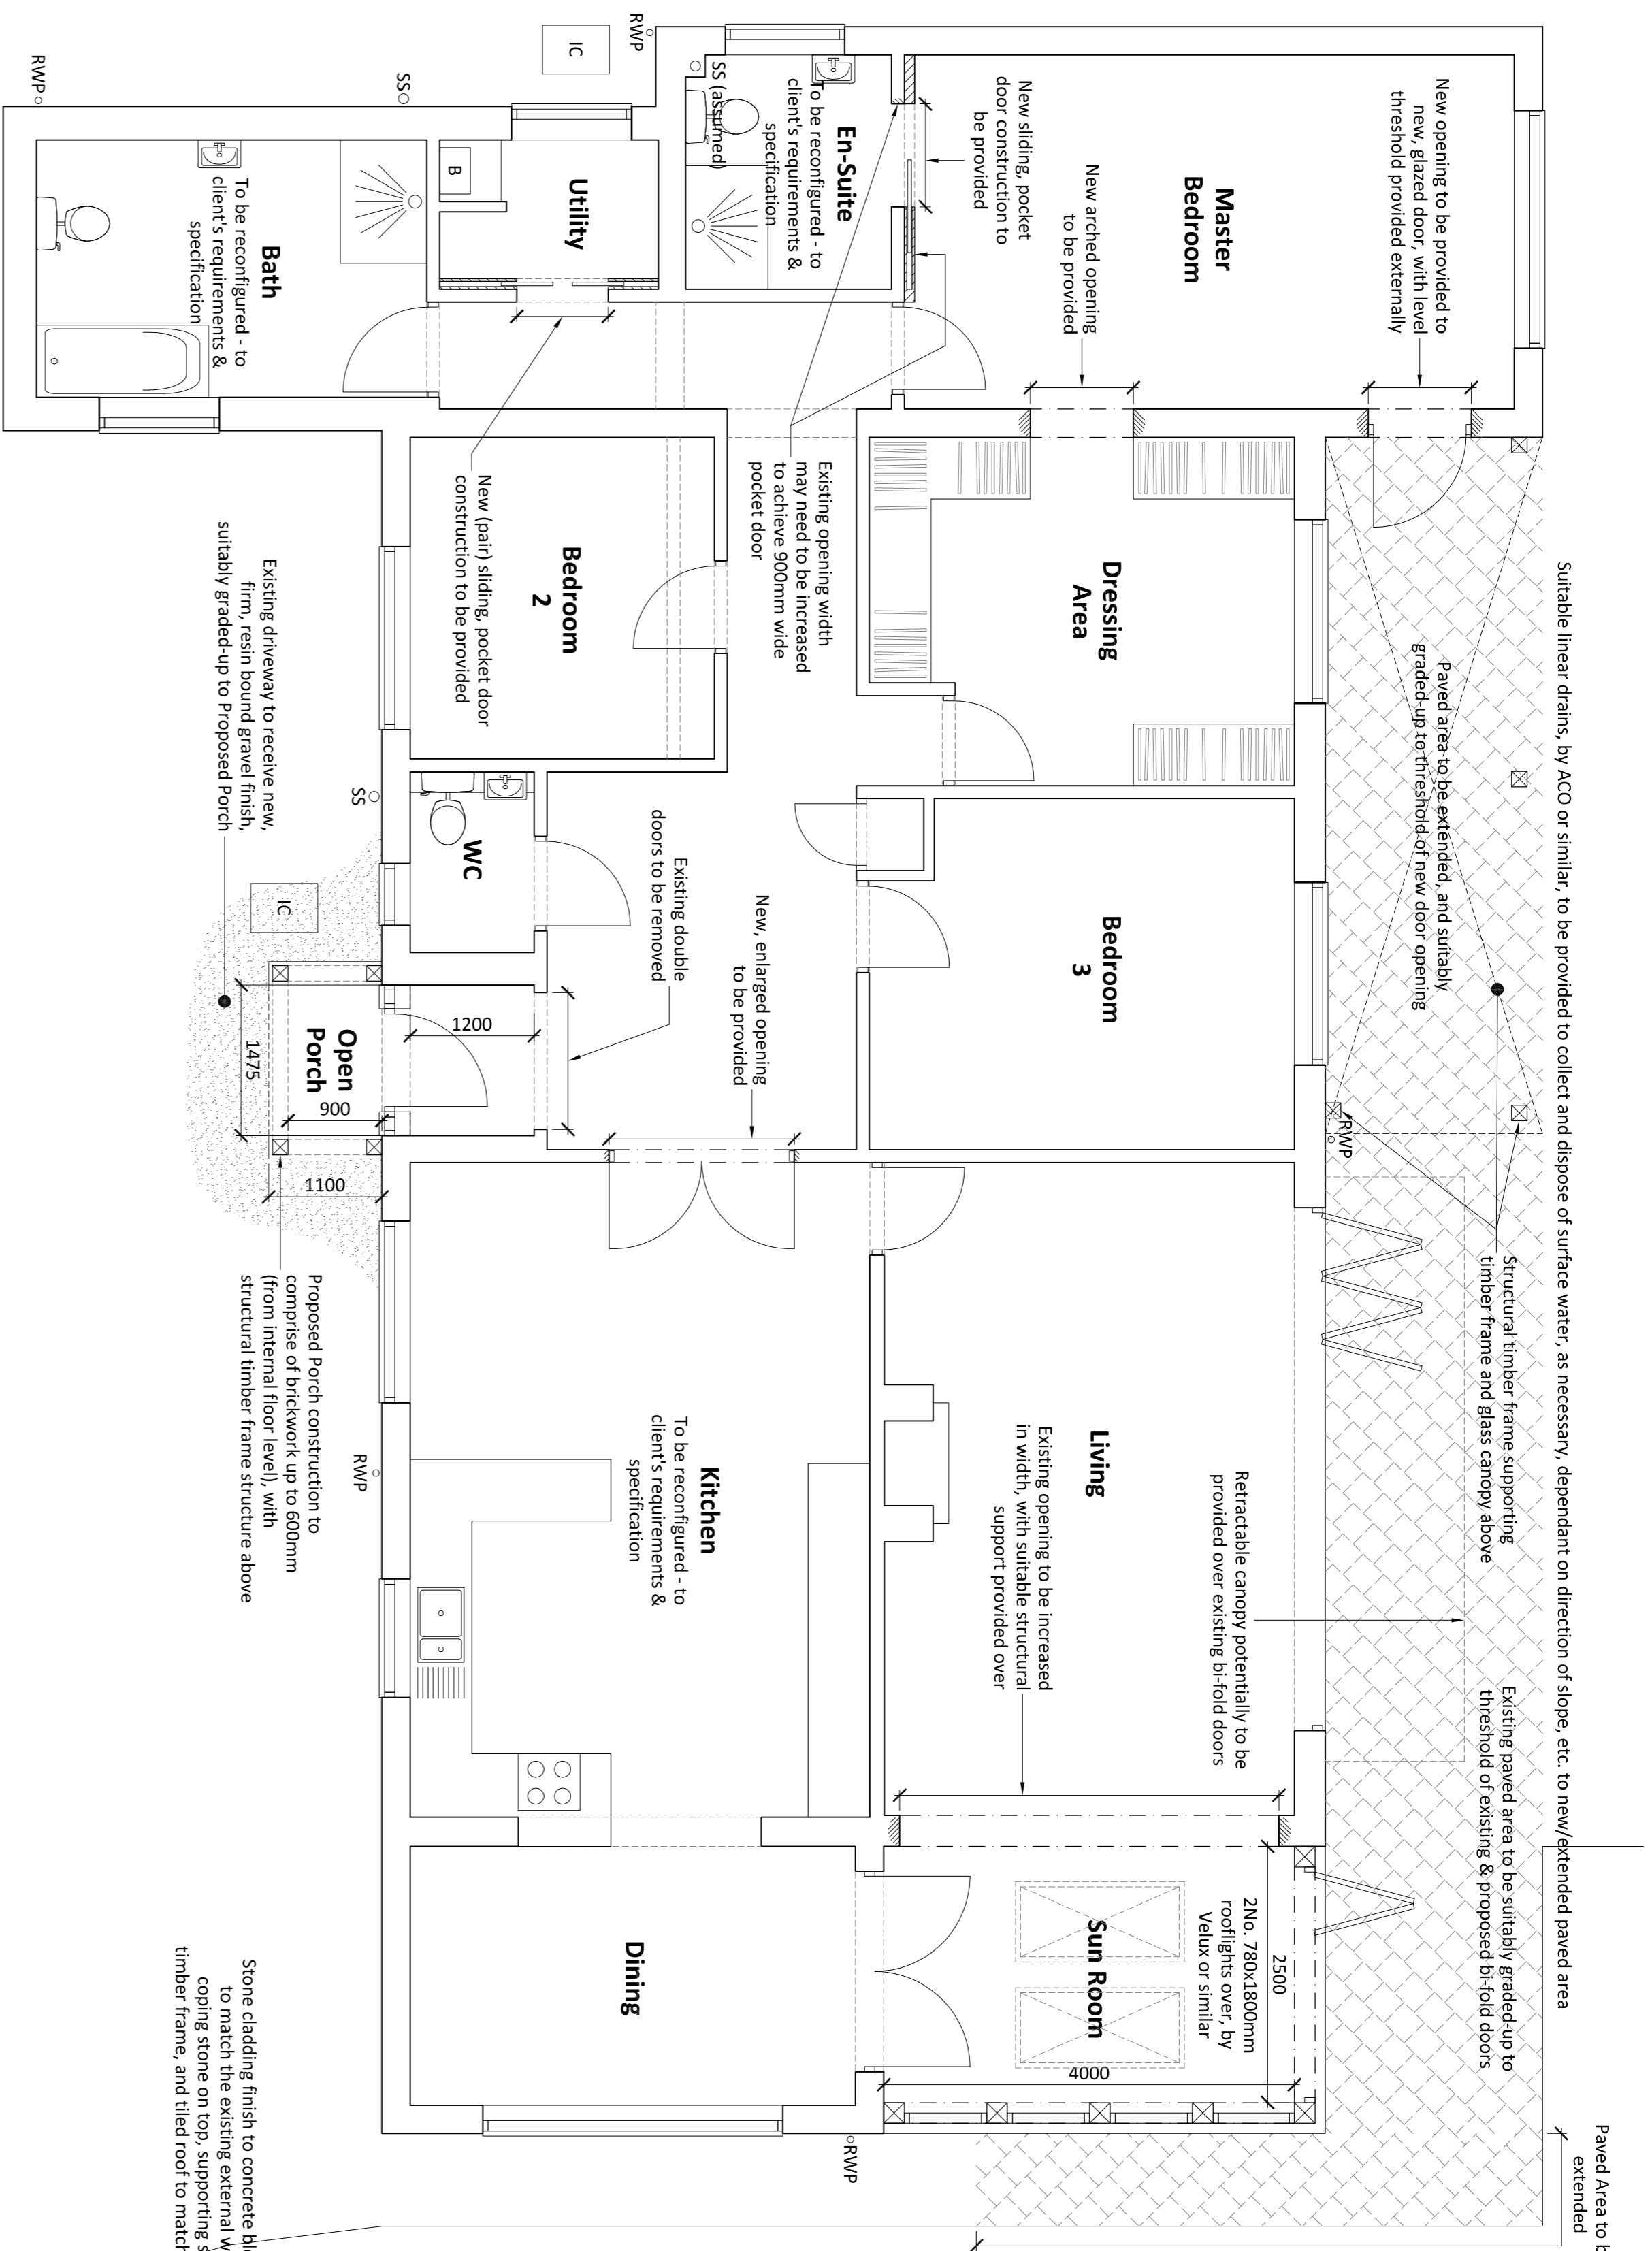 Suitable linear drains, by ACO or similar, to be provided to collect and dispose of surface water, as necessary, dependant on direction of slope, etc. to new/extended paved area
Paved Area to b
extended
New opening to be provided to
new, glazed door, with level
threshold provided externally
Paved area to be extended, and suitably
graded-up to threshold of new door opening
Structural timber frame supporting
timber frame and glass canopy above
Existing paved area to be suitably graded-up to
threshold of existing & proposed bi-fold doors
RWP
Master
Bedroom
New arched opening
to be provided
New sliding, pocket
door construction to
be provided
Dressing
Area
Bedroom
3
Living
Retractable canopy potentially to be
provided over existing bi-fold doors
Existing opening to be increased
in width, with suitable structural
support provided over
2500
2No. 780x1800mm
rooflights over, by
Velux or similar
Sun Room
4000
RWP
En-Suite
To be reconfigured - to
client's requirements &
specification
SS (assumed)
RWP
IC
Existing opening width
may need to be increased
to achieve 900mm wide
pocket door
New, enlarged opening
to be provided
Existing double
doors to be removed
Utility
B
New (pair) sliding, pocket door
construction to be provided
Bedroom
2
WC
1200
Kitchen
To be reconfigured - to
client's requirements &
specification
Dining
SS
RWP
Bath
To be reconfigured - to
client's requirements &
specification
SS
IC
Open
Porch
900
1475
1100
RWP
Existing driveway to receive new,
firm, resin bound gravel finish,
suitably graded-up to Proposed Porch
Proposed Porch construction to
comprise of brickwork up to 600mm
(from internal floor level), with
structural timber frame structure above
Stone cladding finish to concrete bl
to match the existing external w
coping stone on top, supporting s
timber frame, and tiled roof to match